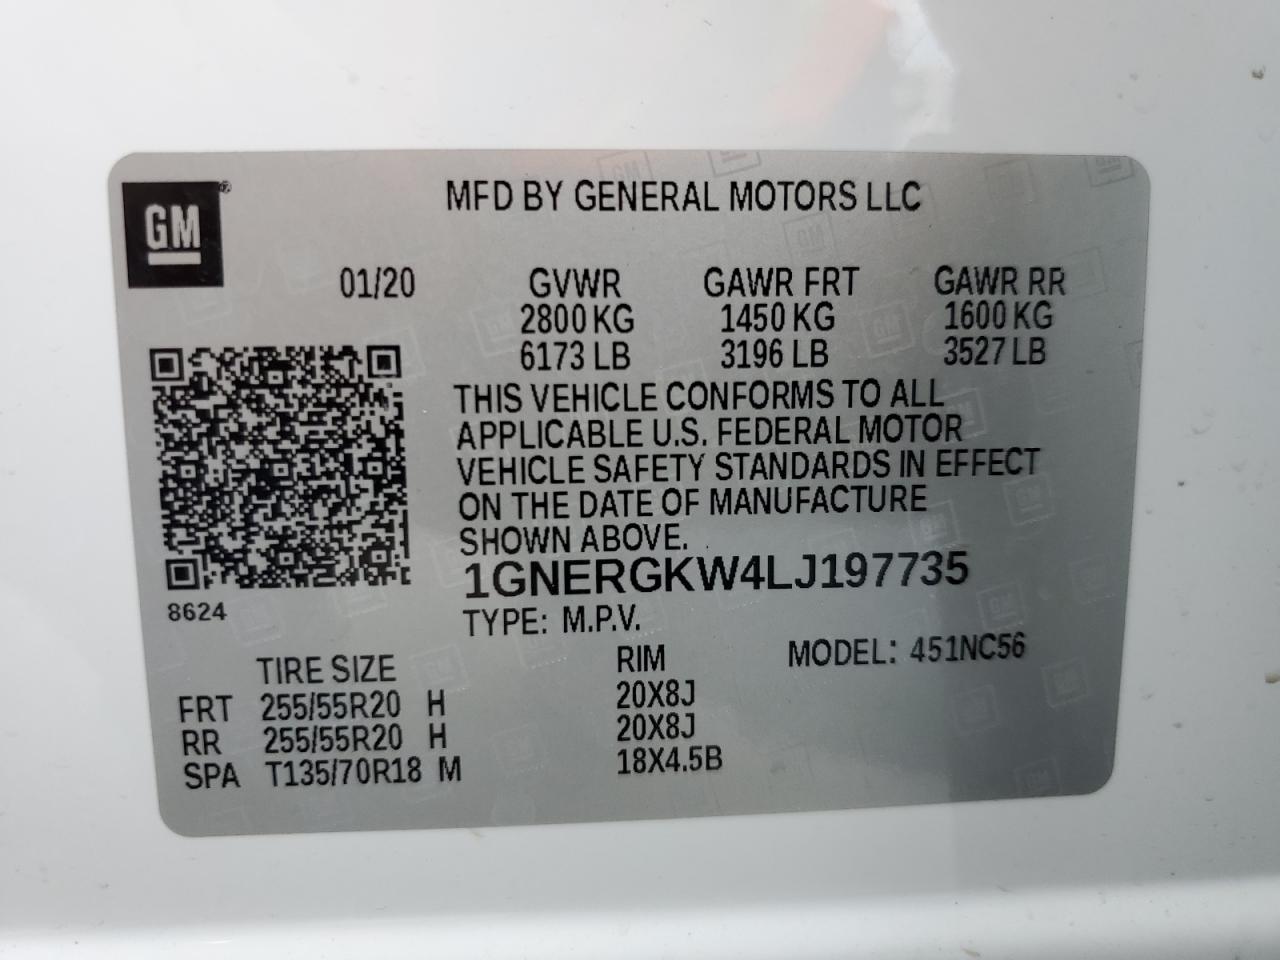 GM®
MFD BY GENERAL MOTORS LLC
01/20 GVWR GAWR FRT GAWR RR
2800 KG 1450 KG 1600 KG
6173 LB 3196 LB 3527 LB
THIS VEHICLE CONFORMS TO ALL
APPLICABLE U.S. FEDERAL MOTOR
VEHICLE SAFETY STANDARDS IN EFFECT
ON THE DATE OF MANUFACTURE
SHOWN ABOVE.
1GNERGKW4LJ197735
8624
TYPE: M.P.V.
TIRE SIZE RIM MODEL: 451NC56
FRT 255/55R20 H 20X8J
RR 255/55R20 H 20X8J
SPA T135/70R18 M 18X4.5B